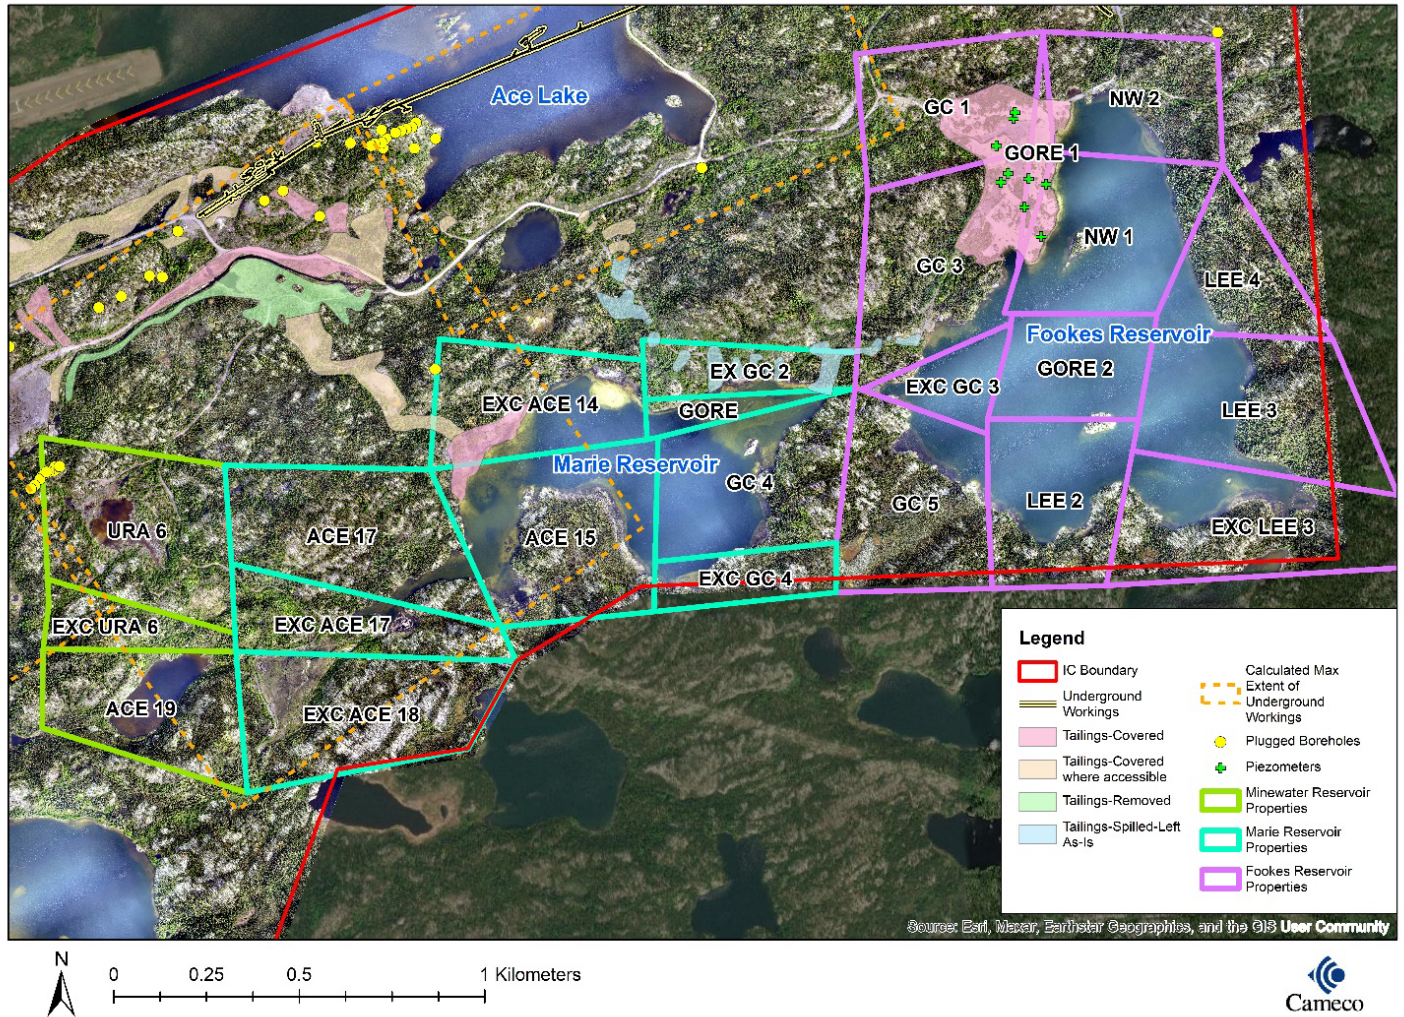 Ace Lake
GC 1
NW 2
GORE 1
NW 1
GC 3
LEE 4
Fookes Reservoir
EX GC 2
GORE 2
EXC GC 3
EXC ACE 14
GORE
LEE 3
Marie Reservoir
GC 4
GC 5
LEE 2
URA 6
ACE 17
ACE 15
EXC LEE 3
EXC GC 4
EXC URA 6
EXC ACE 17
ACE 19
EXC ACE 18
Legend
IC Boundary
Underground
Workings
Tailings-Covered
Tailings-Covered
where accessible
Tailings-Removed
Tailings-Spilled-Left
As-Is
Calculated Max
Extent of
Underground
Workings
Plugged Boreholes
Piezometers
Minewater Reservoir
Properties
Marie Reservoir
Properties
Fookes Reservoir
Properties
Source: Esri, Maxar, Earthstar Geographics, and the GIS User Community
N
0 0.25 0.5 1 Kilometers
Cameco